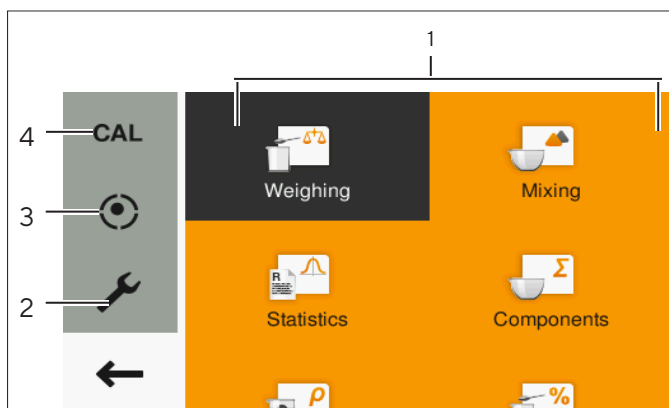 1
4
CAL
Weighing
Mixing
3
2
R
Σ
Statistics
Components
ρ
%